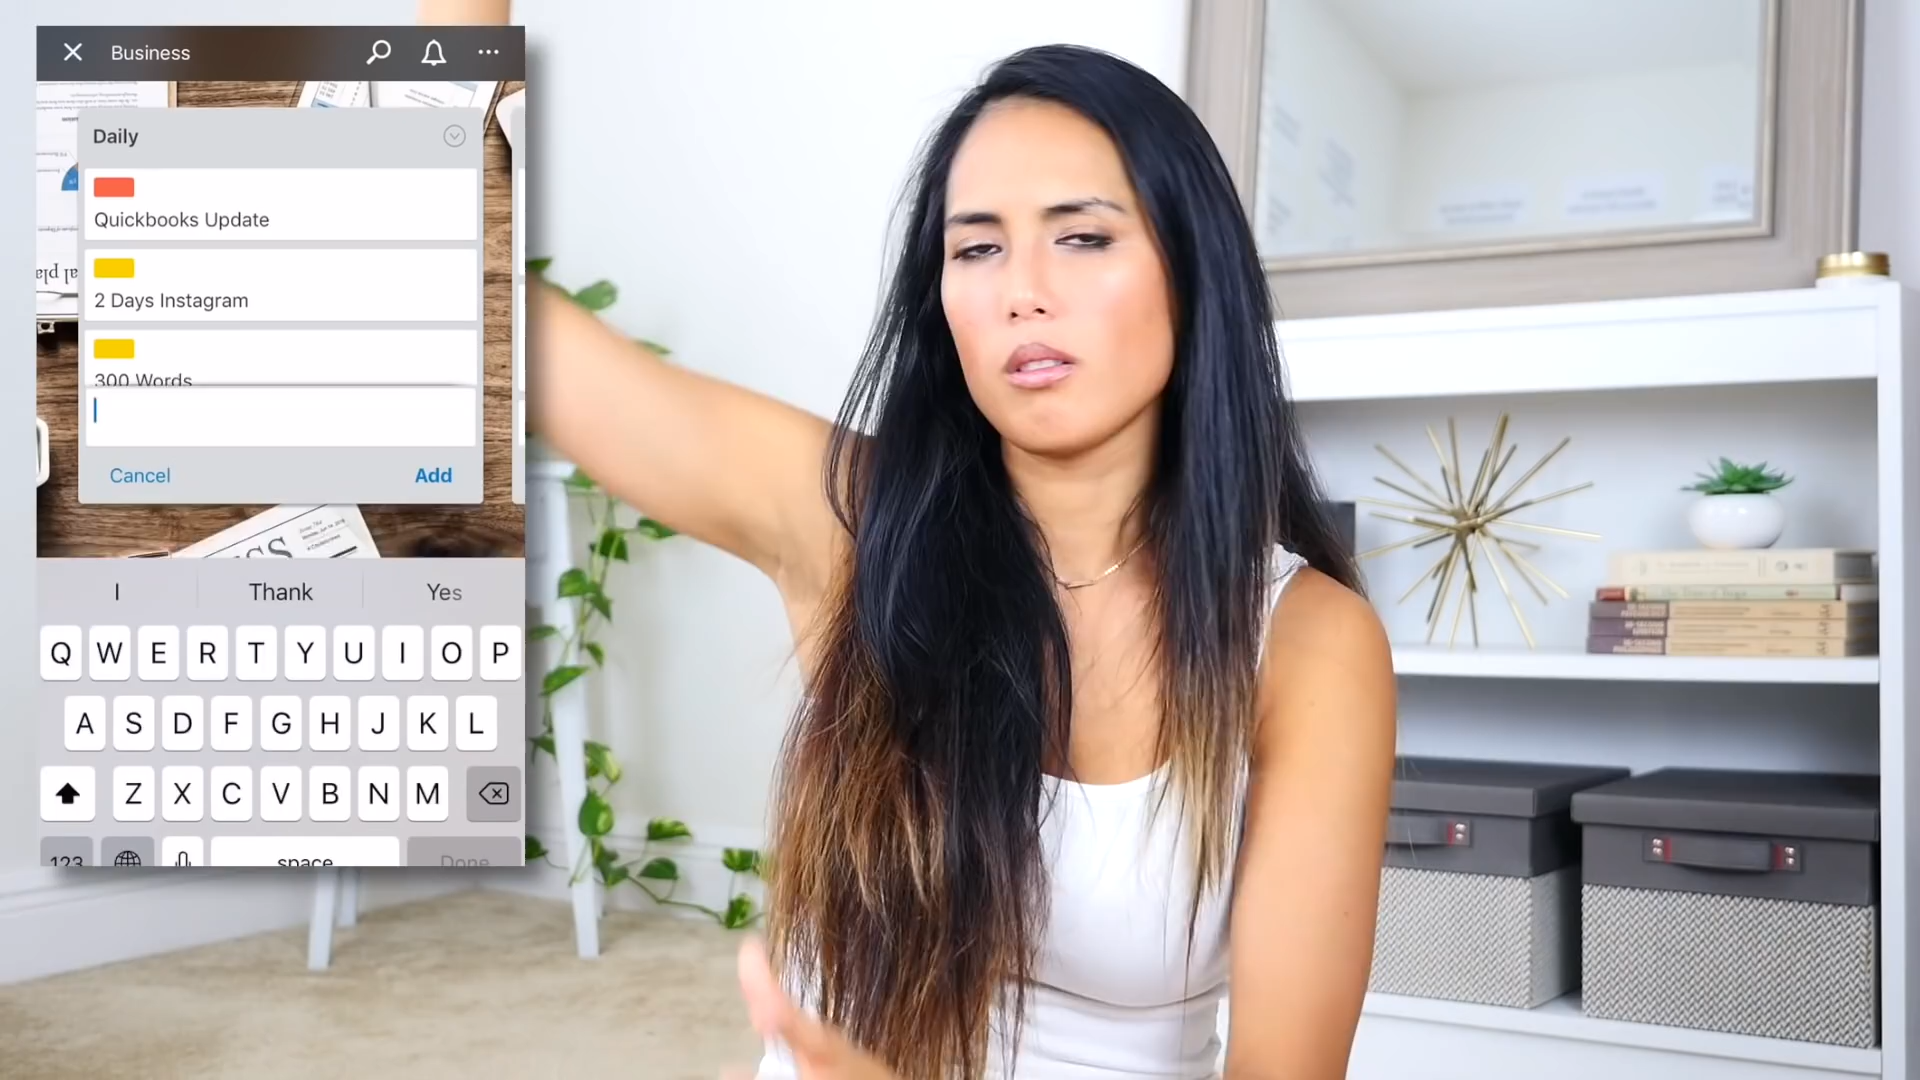 Business
Daily
Quickbooks Update
2 Days Instagram
300 Words
Cancel
Add
I Thank Yes
Q W E R T Y U I O P
A S D F G H J K L
Z X C V B N M
123 space Done